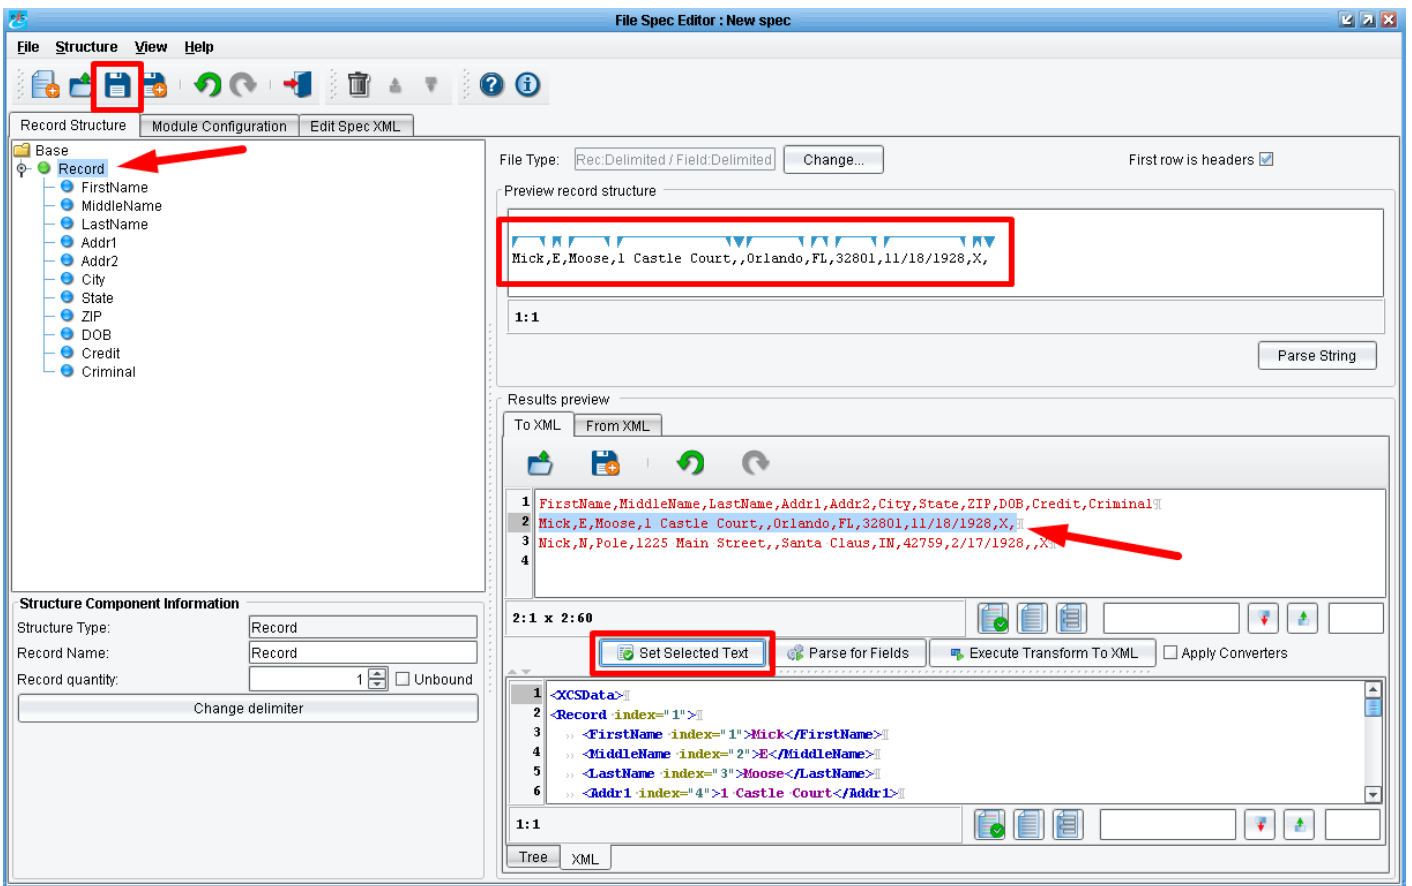 File Spec Editor : New spec
File Structure View Help
Record Structure Module Configuration Edit Spec XML
Base
Record
FirstName
MiddleName
LastName
Addr1
Addr2
City
State
ZIP
DOB
Credit
Criminal
Structure Component Information
Structure Type: Record
Record Name: Record
Record quantity: 1 Unbound
Change delimiter
File Type: Rec:Delimited / Field:Delimited Change... First row is headers
Preview record structure
Mick,E,Moose,1 Castle Court,,Orlando,FL,32801,11/18/1928,X,
1:1
Parse String
Results preview
To XML From XML
1 FirstName,MiddleName,LastName,Addr1,Addr2,City,State,ZIP,DOB,Credit,Criminal¶
2 Mick,E,Moose,1 Castle Court,,Orlando,FL,32801,11/18/1928,X,¶
3 Nick,N,Pole,1225 Main Street,,Santa Claus,IN,42759,2/17/1928,,X¶
4
2:1 x 2:60
Set Selected Text Parse for Fields Execute Transform To XML Apply Converters
1 <XCSData>¶
2 <Record index="1">¶
3 <FirstName index="1">Mick</FirstName>¶
4 <MiddleName index="2">E</MiddleName>¶
5 <LastName index="3">Moose</LastName>¶
6 <Addr1 index="4">1 Castle Court</Addr1>¶
1:1
Tree XML